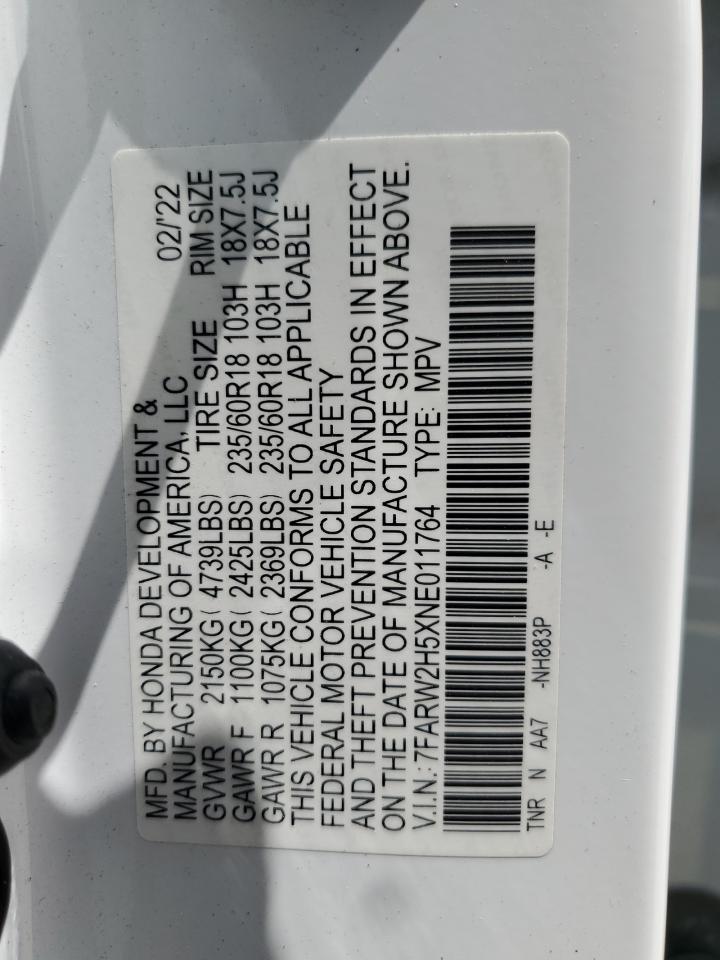 MFD. BY HONDA DEVELOPMENT &
MANUFACTURING OF AMERICA, LLC 02/'22
GVWR 2150KG( 4739LBS) TIRE SIZE RIM SIZE
GAWR F 1100KG( 2425LBS) 235/60R18 103H 18X7.5J
GAWR R 1075KG( 2369LBS) 235/60R18 103H 18X7.5J
THIS VEHICLE CONFORMS TO ALL APPLICABLE
FEDERAL MOTOR VEHICLE SAFETY
AND THEFT PREVENTION STANDARDS IN EFFECT
ON THE DATE OF MANUFACTURE SHOWN ABOVE.
V.I.N.: 7FARW2H5XNE011764 TYPE: MPV
TNR N AA7 -NH883P -A -E